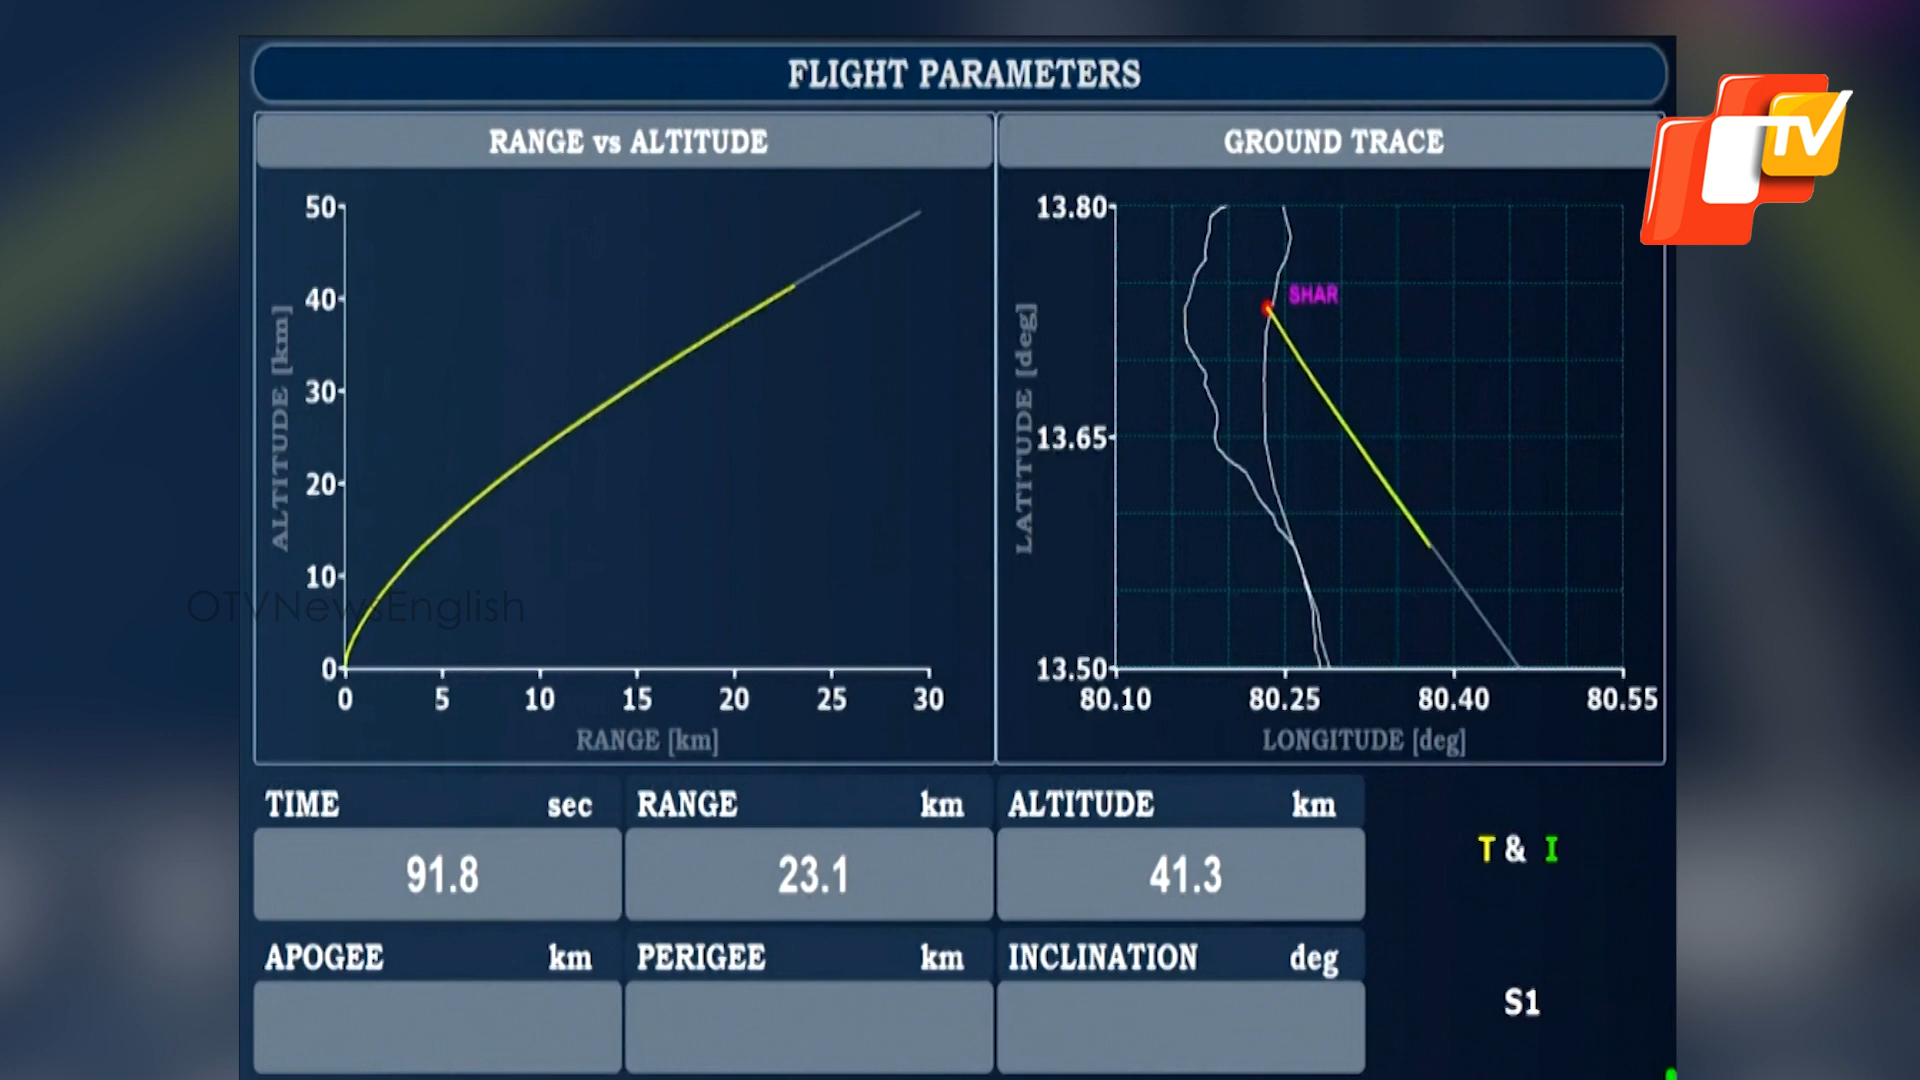 FLIGHT PARAMETERS
RANGE vs ALTITUDE
GROUND TRACE
TV
50
40
30
20
10
0
ALTITUDE [km]
0 5 10 15 20 25 30
RANGE [km]
13.80
13.65
13.50
LATITUDE [deg]
SHAR
80.10 80.25 80.40 80.55
LONGITUDE [deg]
OTVNewsEnglish
TIME sec
91.8
RANGE km
23.1
ALTITUDE km
41.3
T & I
APOGEE km
PERIGEE km
INCLINATION deg
S1